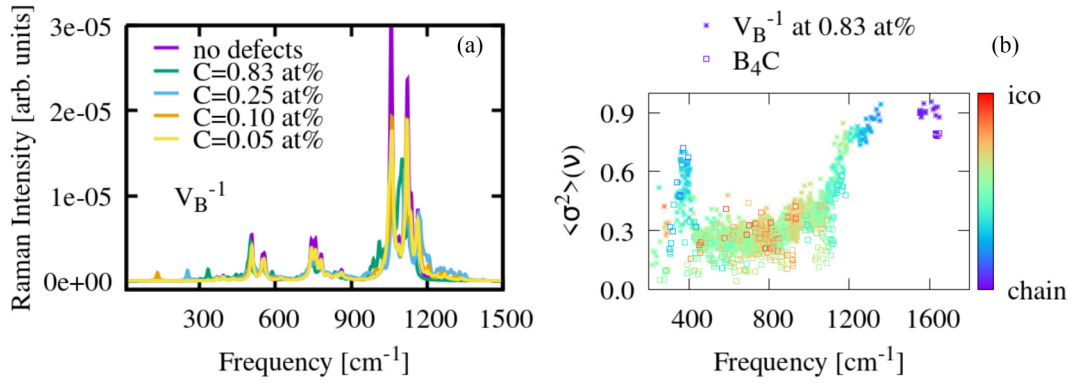 3e-05
2e-05
1e-05
0e+00
Raman Intensity [arb. units]
(a)
no defects
C=0.83 at%
C=0.25 at%
C=0.10 at%
C=0.05 at%
V_B^-1
300 600 900 1200 1500
Frequency [cm^-1]
V_B^-1 at 0.83 at%
(b)
B₄C
0.9
0.6
0.3
0.0
<σ²>(ν)
ico
chain
400 800 1200 1600
Frequency [cm^-1]